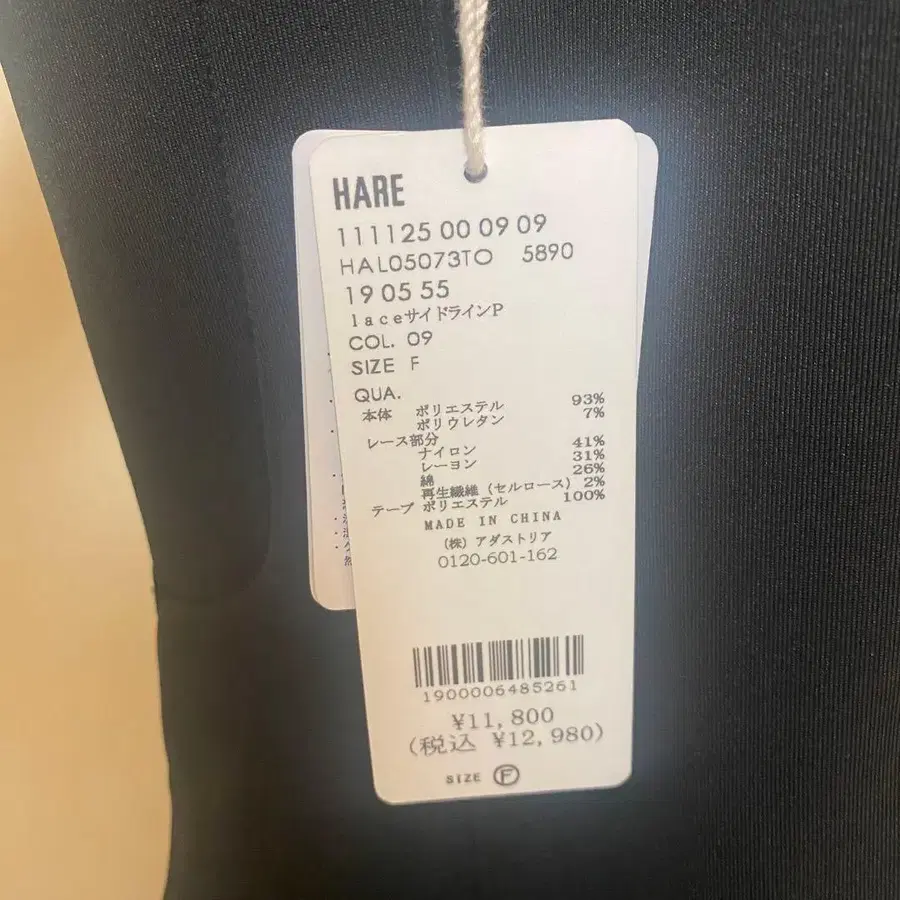 HARE
111125 00 09 09
HAL05073TO 5890
19 05 55
laceサイドラインP
COL. 09
SIZE F
QUA.
本体 ポリエステル 93%
ポリウレタン 7%
レース部分
ナイロン 41%
レーヨン 31%
綿 26%
再生繊維(セルロース) 2%
テープ ポリエステル 100%
MADE IN CHINA
(株)アダストリア
0120-601-162
1900006485261
¥11,800
(税込 ¥12,980)
SIZE F